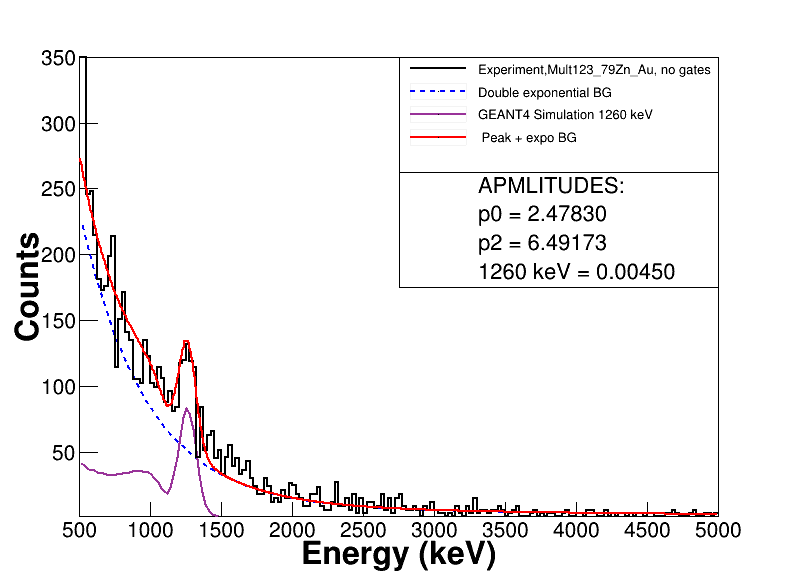 350
300
250
200
150
100
50
Counts
Experiment,Mult123_79Zn_Au, no gates
Double exponential BG
GEANT4 Simulation 1260 keV
Peak + expo BG
APMLITUDES:
p0 = 2.47830
p2 = 6.49173
1260 keV = 0.00450
500 1000 1500 2000 2500 3000 3500 4000 4500 5000
Energy (keV)